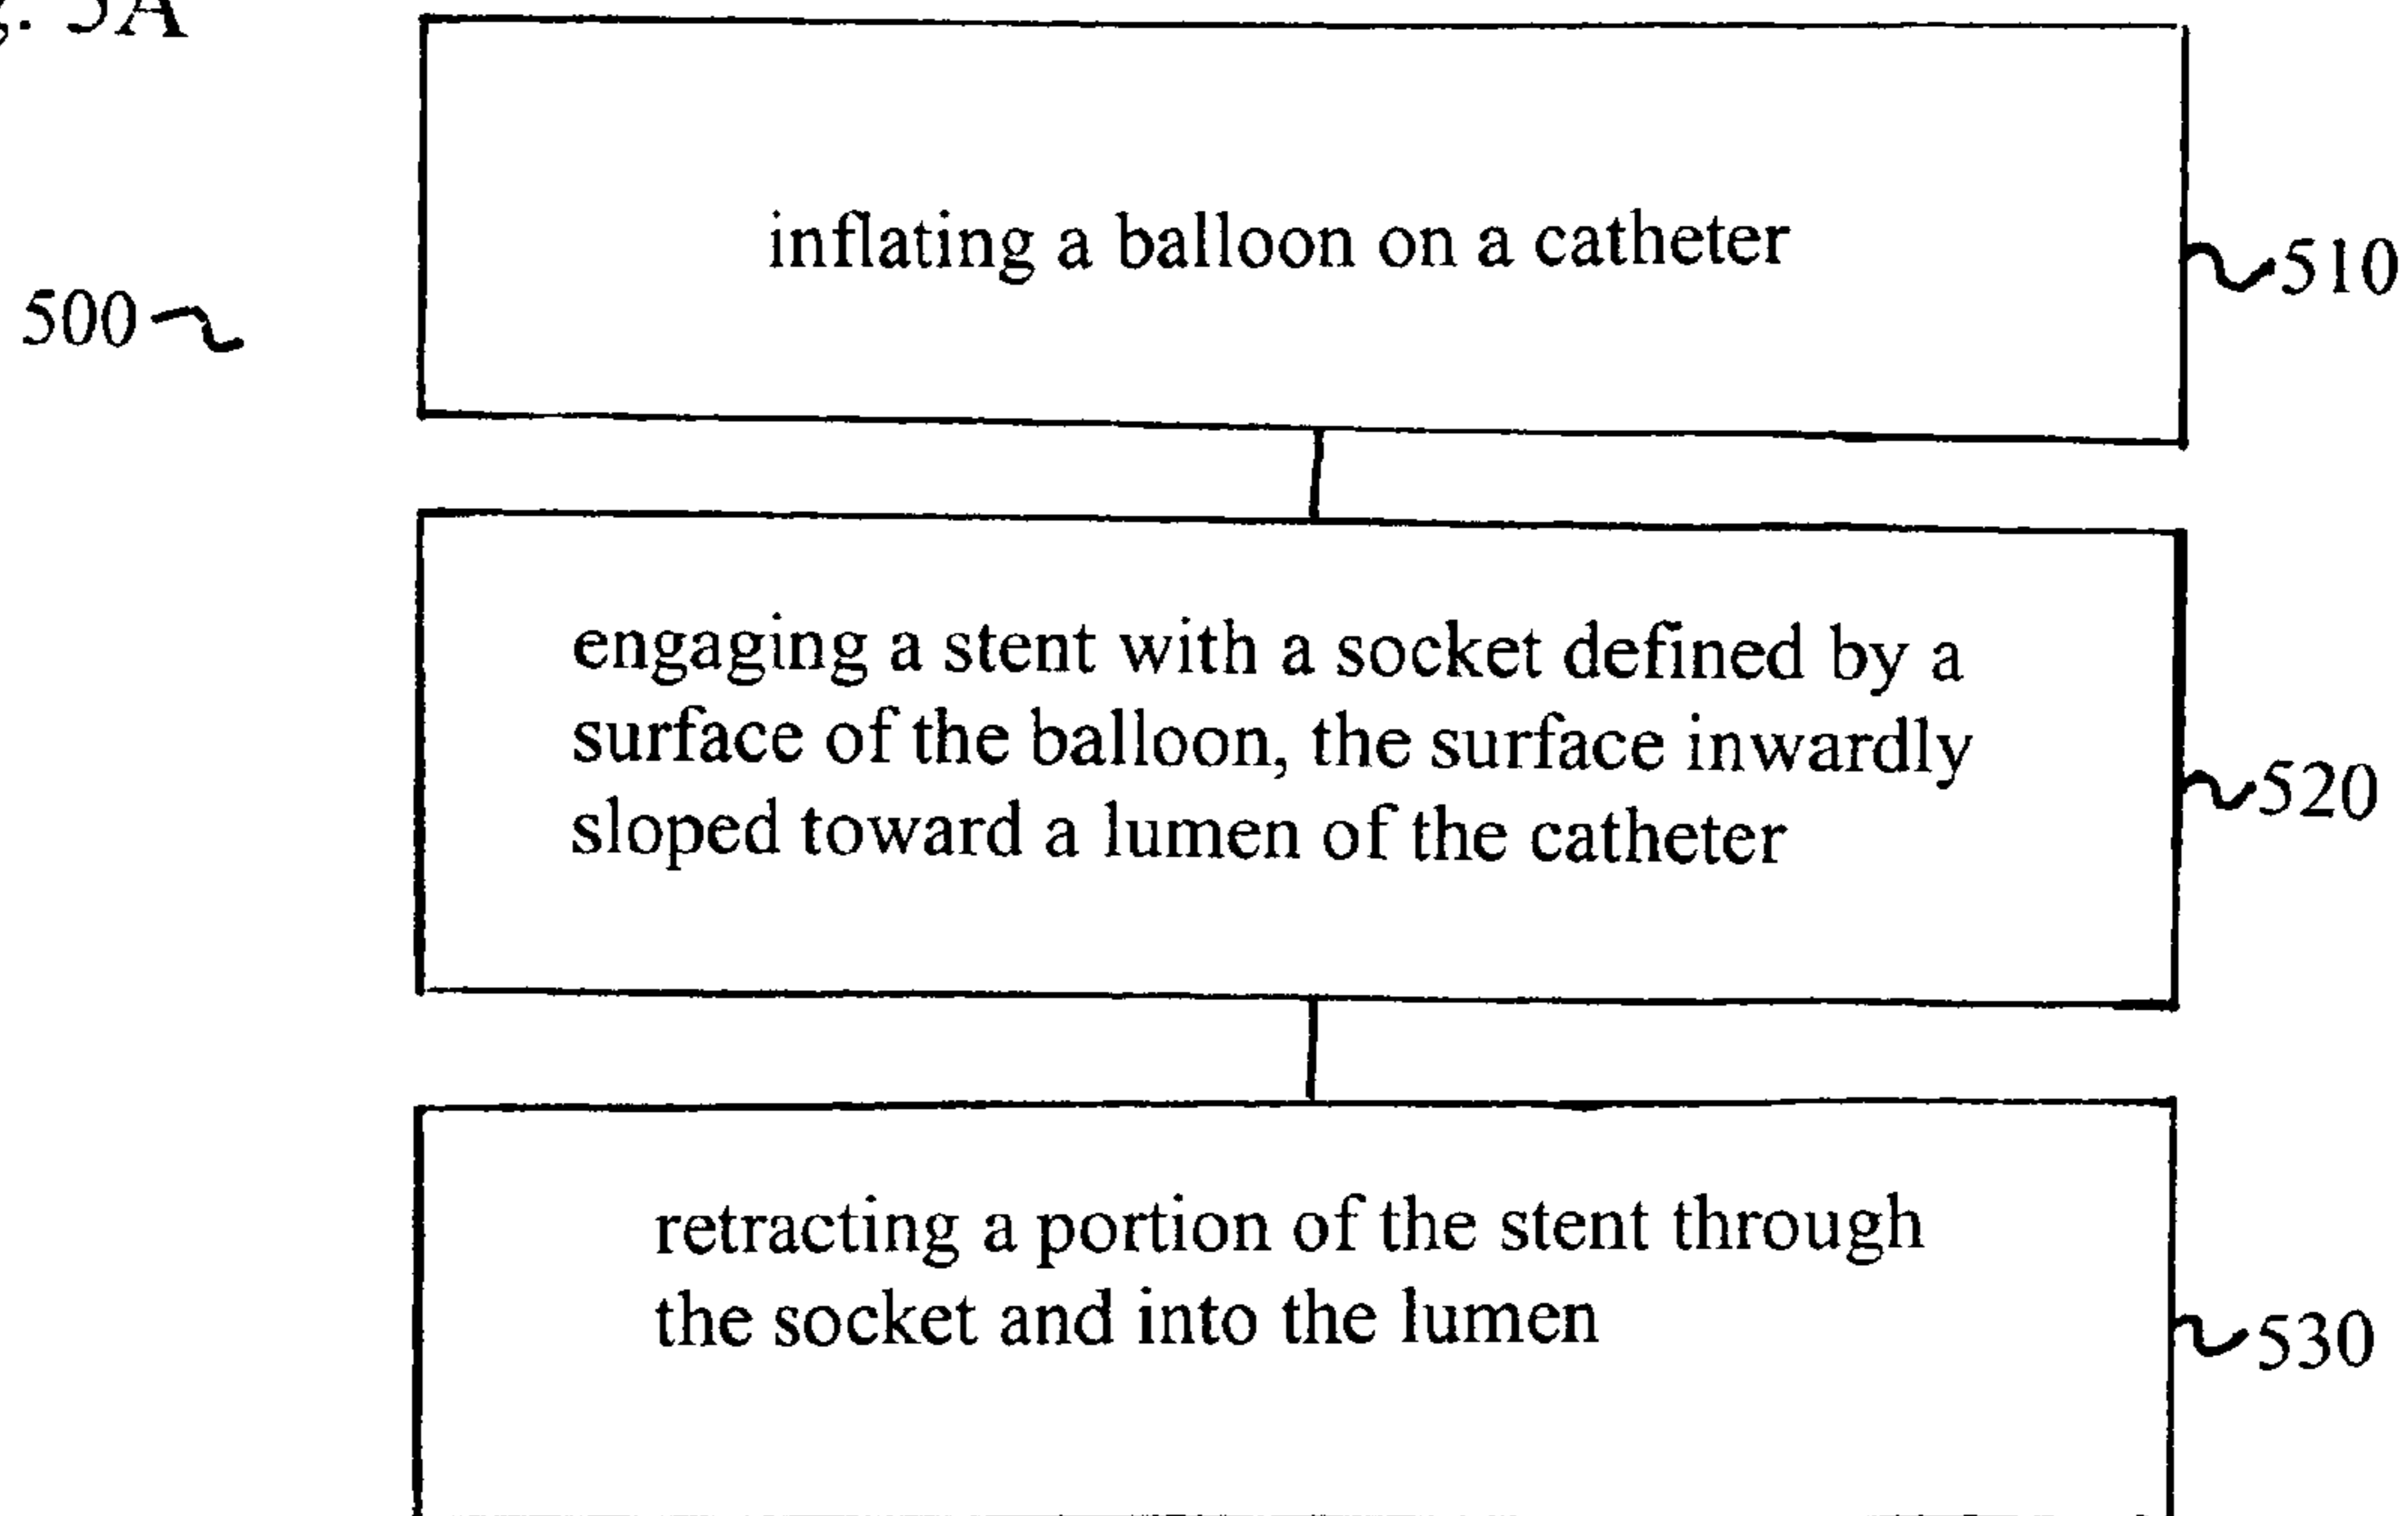 5A
inflating a balloon on a catheter
510
500
engaging a stent with a socket defined by a
surface of the balloon, the surface inwardly
sloped toward a lumen of the catheter
520
retracting a portion of the stent through
the socket and into the lumen
530